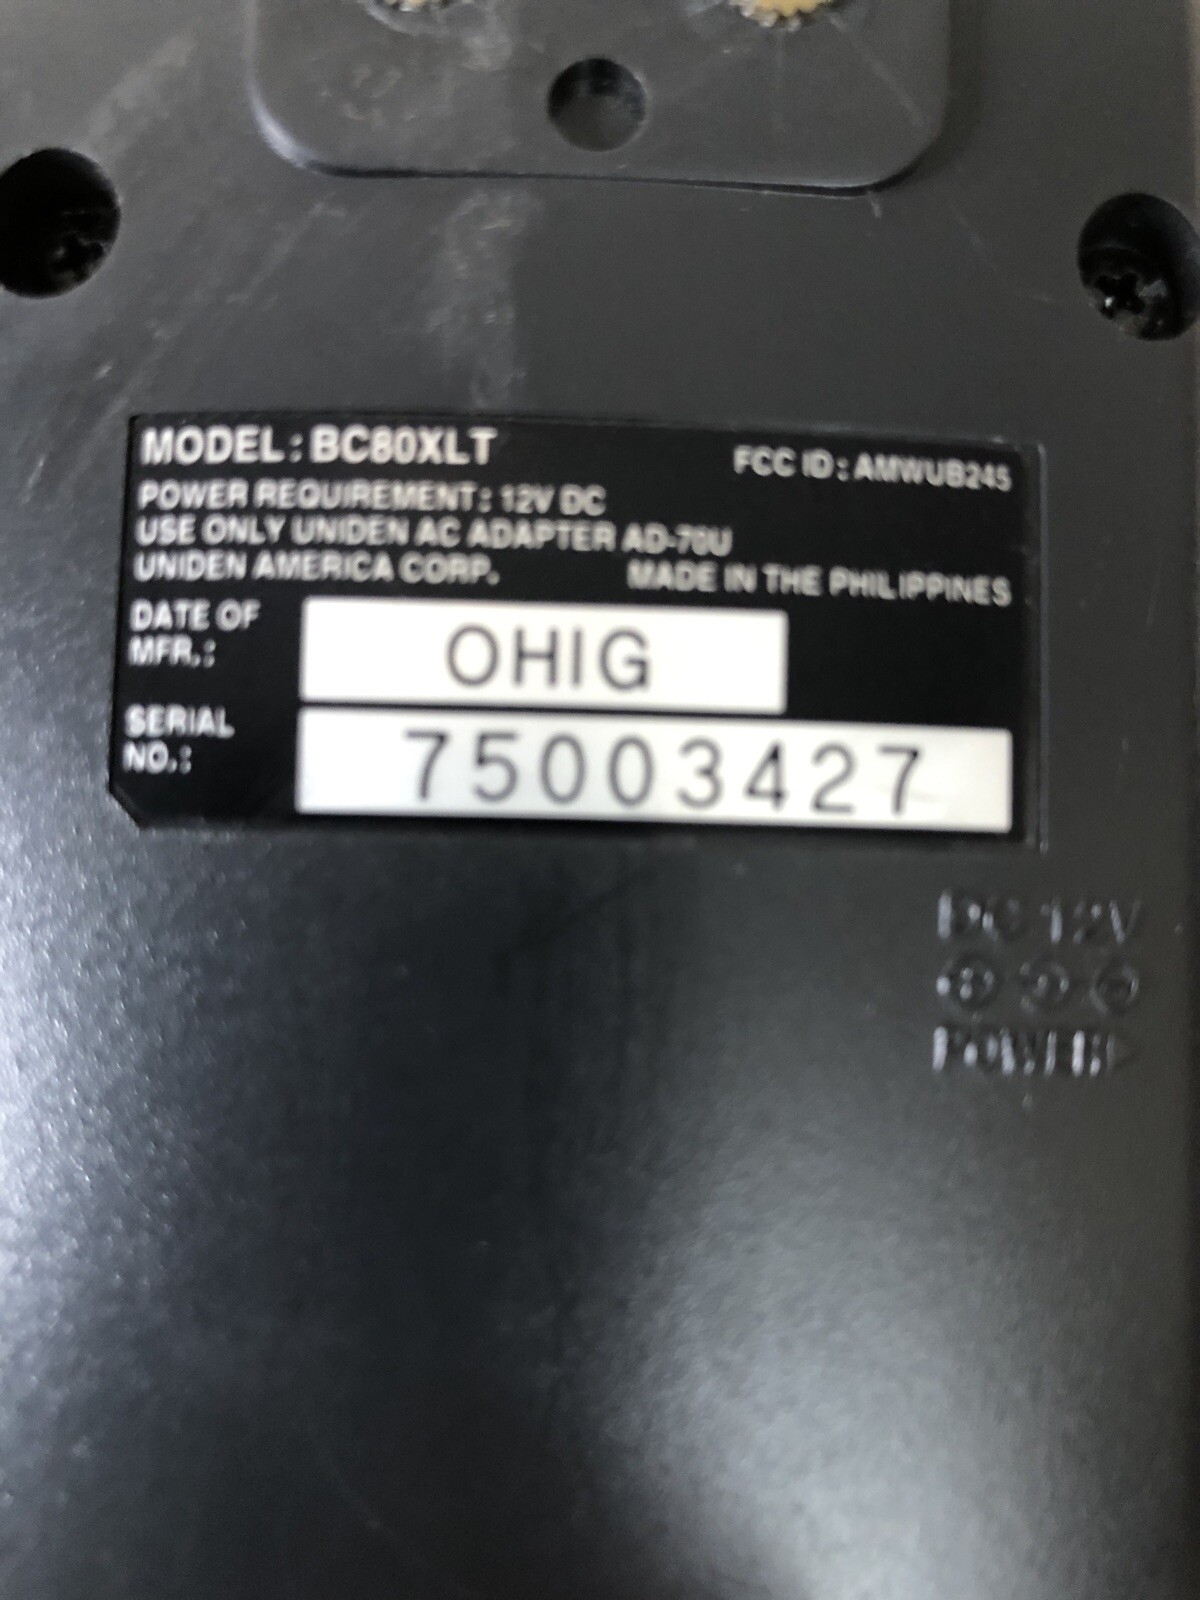 MODEL: BC80XLT
FCC ID: AMWUB245
POWER REQUIREMENT: 12V DC
USE ONLY UNIDEN AC ADAPTER AD-70U
UNIDEN AMERICA CORP. MADE IN THE PHILIPPINES
DATE OF
MFR.:
OHIG
SERIAL
NO.:
75003427
DC 12V
POWER